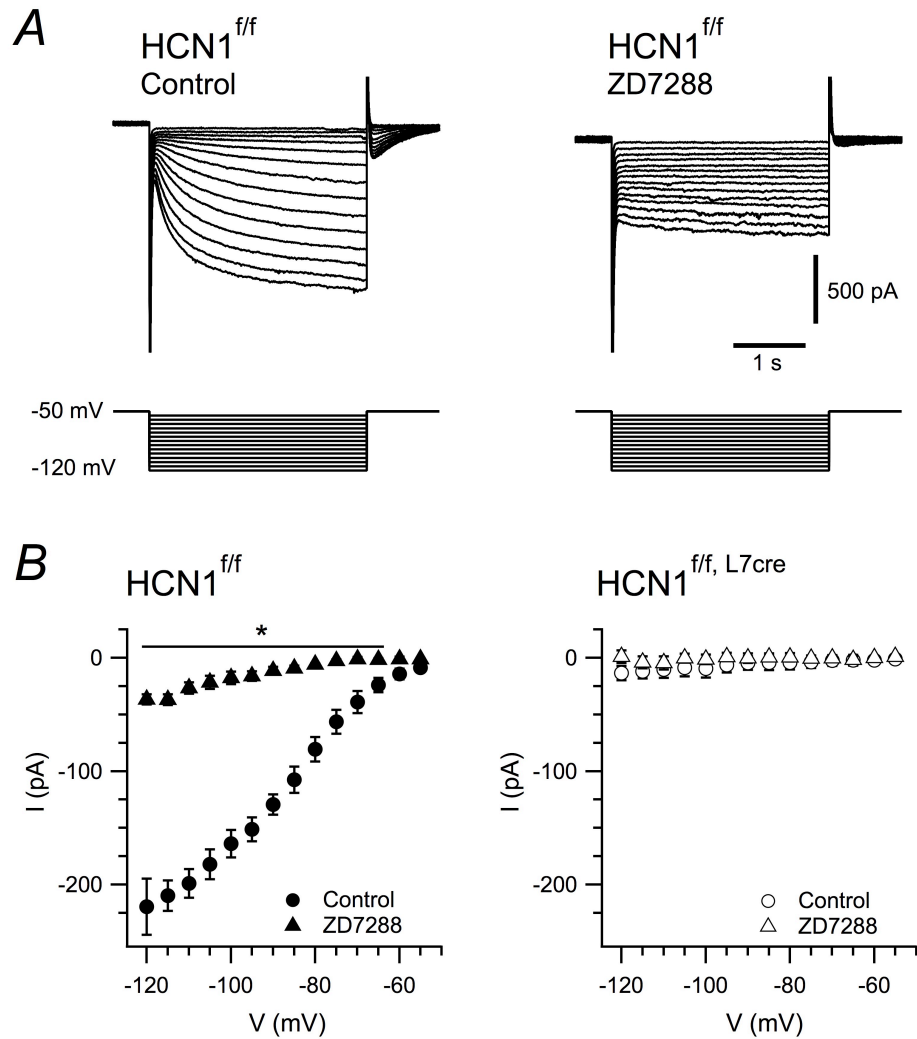 A
HCN1f/f
Control
HCN1f/f
ZD7288
500 pA
1 s
-50 mV
-120 mV
B
HCN1f/f
HCN1f/f, L7cre
*
0
-100
-200
I (pA)
Control
ZD7288
-120 -100 -80 -60
V (mV)
0
-100
-200
I (pA)
Control
ZD7288
-120 -100 -80 -60
V (mV)